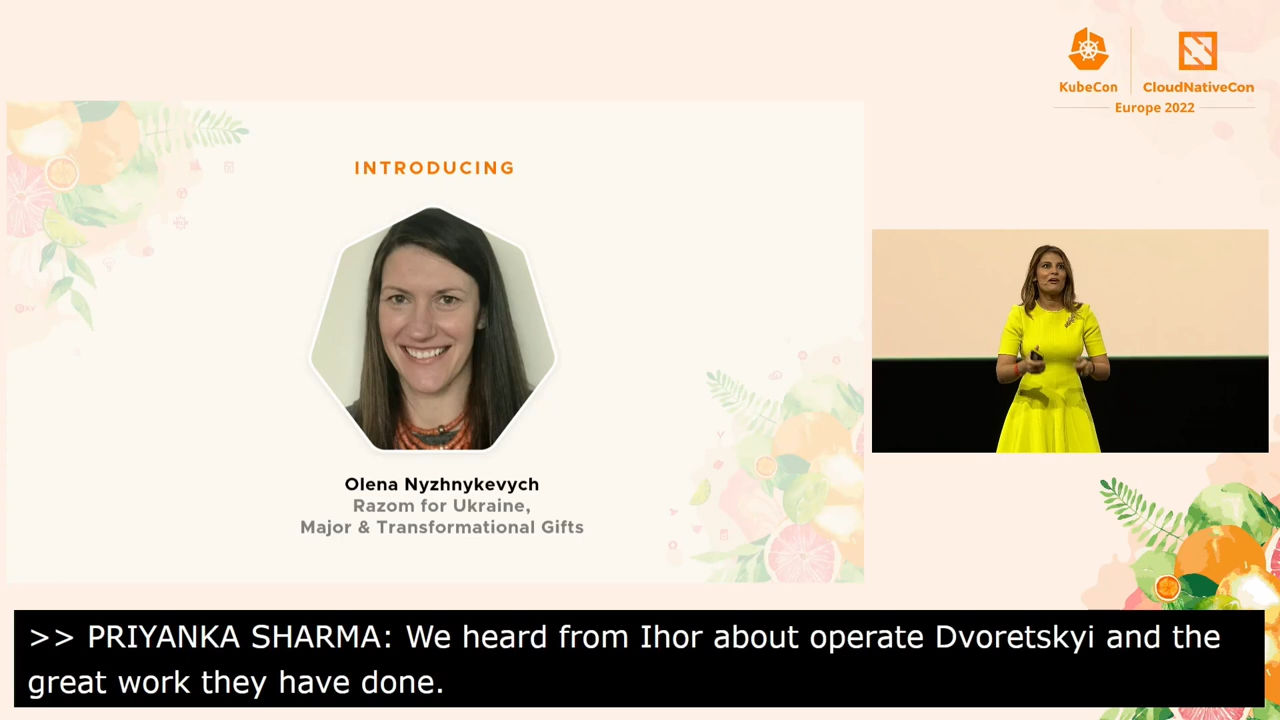 KubeCon
CloudNativeCon
Europe 2022
INTRODUCING
Olena Nyzhnykevych
Razom for Ukraine,
Major & Transformational Gifts
>> PRIYANKA SHARMA: We heard from Ihor about operate Dvoretskyi and the
great work they have done.